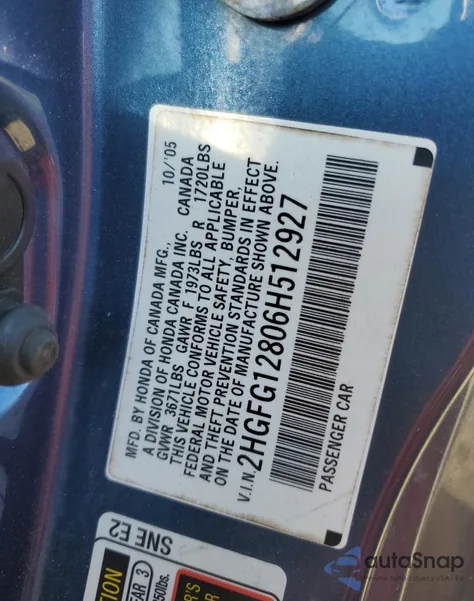 MFD. BY HONDA OF CANADA MFG., 10/'05
A DIVISION OF HONDA CANADA INC. CANADA
GVWR 3671LBS GAWR F 1973LBS R 1720LBS
THIS VEHICLE CONFORMS TO ALL APPLICABLE
FEDERAL MOTOR VEHICLE SAFETY, BUMPER,
AND THEFT PREVENTION STANDARDS IN EFFECT
ON THE DATE OF MANUFACTURE SHOWN ABOVE.
V.I.N. 2HGFG12806H512927
PASSENGER CAR
SNE E2
EAR 3
autoSnap